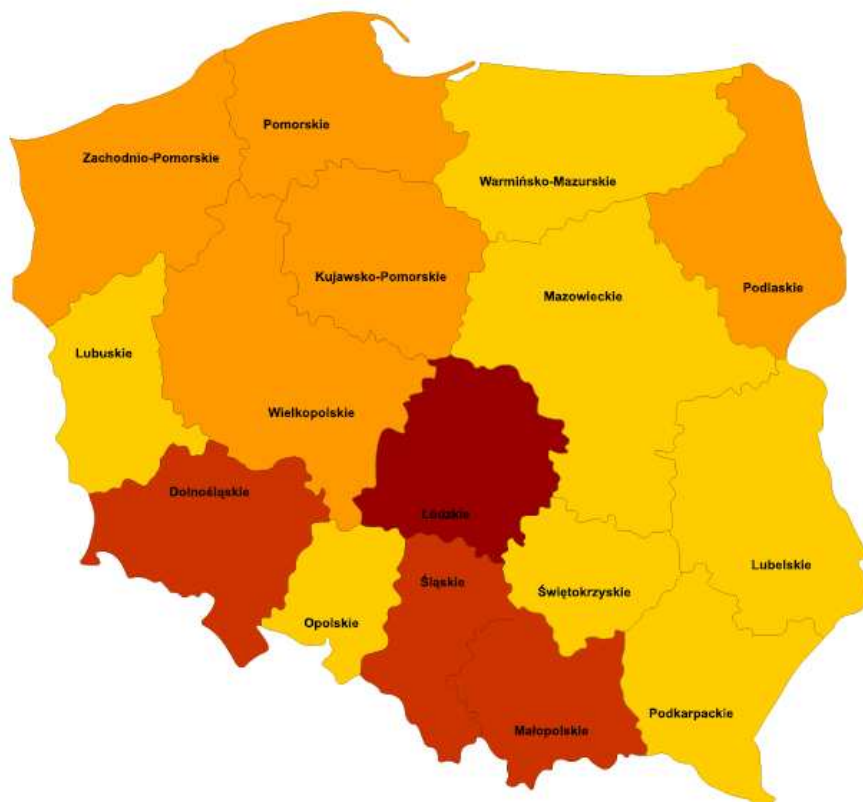 Pomorskie
Zachodnio-Pomorskie
Warmińsko-Mazurskie
Kujawsko-Pomorskie
Podlaskie
Mazowieckie
Lubuskie
Wielkopolskie
Dolnośląskie
Łódzkie
Lubelskie
Śląskie
Świętokrzyskie
Opolskie
Podkarpackie
Małopolskie